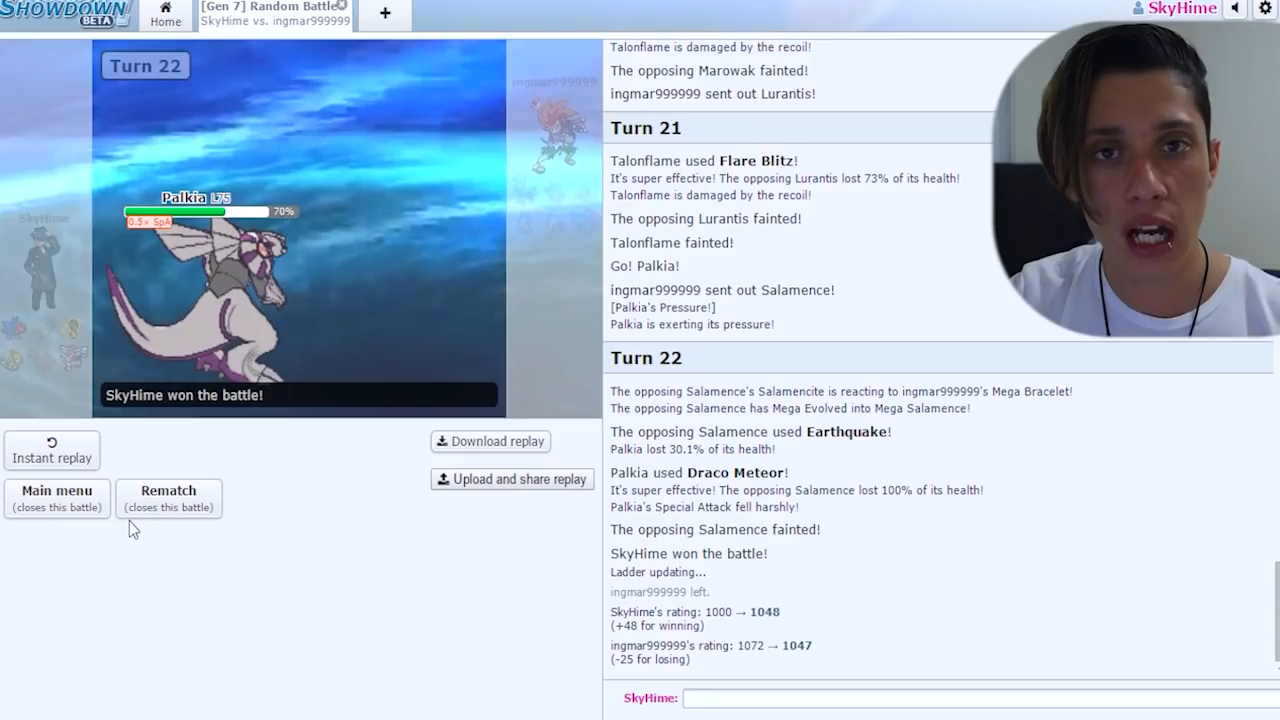 SHOWDOWN
BETA
Home
[Gen 7] Random Battle
SkyHime vs. ingmar999999
+
SkyHime
Turn 22
ingmar999999
Palkia L75
70%
0.5× SpA
SkyHime
SkyHime won the battle!
Instant replay
Download replay
Upload and share replay
Main menu
(closes this battle)
Rematch
(closes this battle)
Talonflame is damaged by the recoil!
The opposing Marowak fainted!
ingmar999999 sent out Lurantis!
Turn 21
Talonflame used Flare Blitz!
It's super effective! The opposing Lurantis lost 73% of its health!
Talonflame is damaged by the recoil!
The opposing Lurantis fainted!
Talonflame fainted!
Go! Palkia!
ingmar999999 sent out Salamence!
[Palkia's Pressure!]
Palkia is exerting its pressure!
Turn 22
The opposing Salamence's Salamencite is reacting to ingmar999999's Mega Bracelet!
The opposing Salamence has Mega Evolved into Mega Salamence!
The opposing Salamence used Earthquake!
Palkia lost 30.1% of its health!
Palkia used Draco Meteor!
It's super effective! The opposing Salamence lost 100% of its health!
Palkia's Special Attack fell harshly!
The opposing Salamence fainted!
SkyHime won the battle!
Ladder updating...
ingmar999999 left.
SkyHime's rating: 1000 → 1048
(+48 for winning)
ingmar999999's rating: 1072 → 1047
(-25 for losing)
SkyHime: